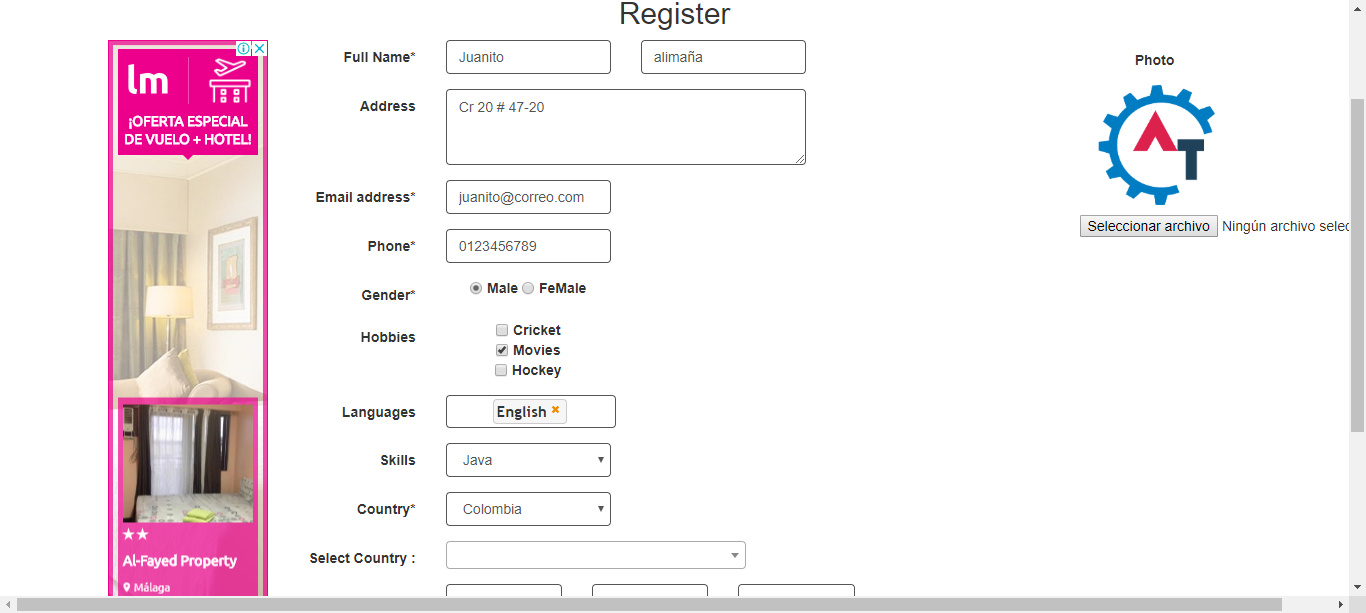 Register
lm
¡OFERTA ESPECIAL
DE VUELO + HOTEL!
Al-Fayed Property
Málaga
Full Name* Juanito alimaña
Address Cr 20 # 47-20
Email address* juanito@correo.com
Phone* 0123456789
Gender* Male FeMale
Hobbies Cricket
Movies
Hockey
Languages English
Skills Java
Country* Colombia
Select Country :
Photo
AT
Seleccionar archivo Ningún archivo selec